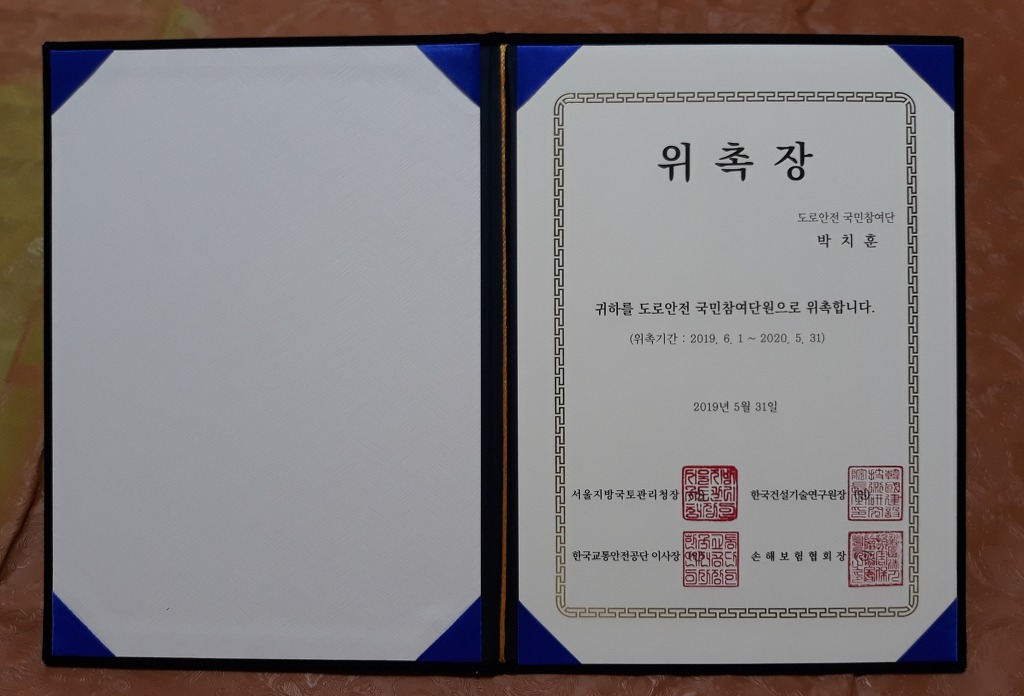 위 촉 장
도로안전 국민참여단
박 치 훈
귀하를 도로안전 국민참여단원으로 위촉합니다.
(위촉기간 : 2019. 6. 1 ~ 2020. 5. 31)
2019년 5월 31일
서울지방국토관리청장 한국건설기술연구원장
한국교통안전공단 이사장 손 해 보 험 협 회 장